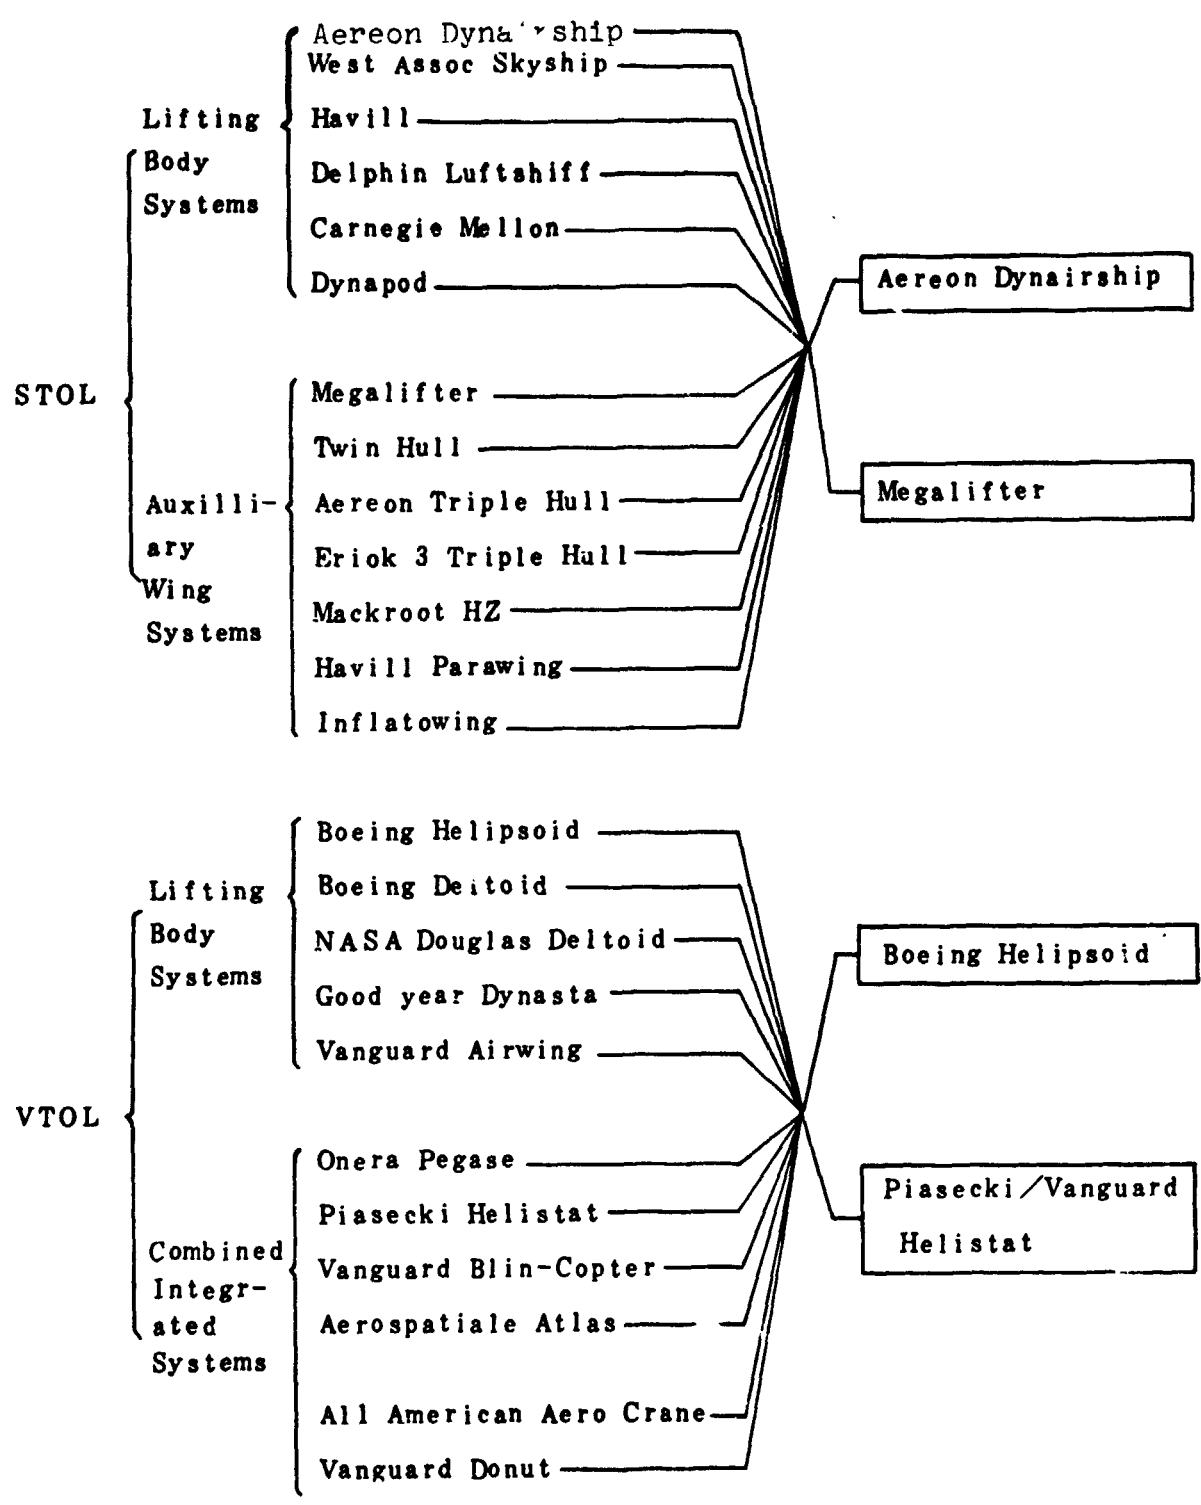 STOL
Lifting
Body
Systems
Aereon Dynairship
West Assoc Skyship
Havill
Delphin Luftshiff
Carnegie Mellon
Dynapod
Auxilli-
ary
Wing
Systems
Megalifter
Twin Hull
Aereon Triple Hull
Eriok 3 Triple Hull
Mackroot HZ
Havill Parawing
Inflatowing
Aereon Dynairship
Megalifter
VTOL
Lifting
Body
Systems
Boeing Helipsoid
Boeing Deltoid
NASA Douglas Deltoid
Good year Dynasta
Vanguard Airwing
Combined
Integr-
ated
Systems
Onera Pegase
Piasecki Helistat
Vanguard Blin-Copter
Aerospatiale Atlas
All American Aero Crane
Vanguard Donut
Boeing Helipsoid
Piasecki/Vanguard
Helistat